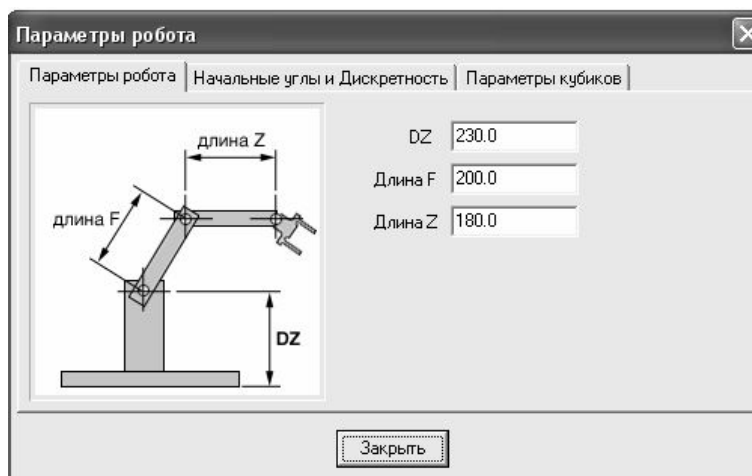 Параметры робота
Параметры робота Начальные углы и Дискретность Параметры кубиков
длина Z
длина F
DZ
DZ 230.0
Длина F 200.0
Длина Z 180.0
Закрыть